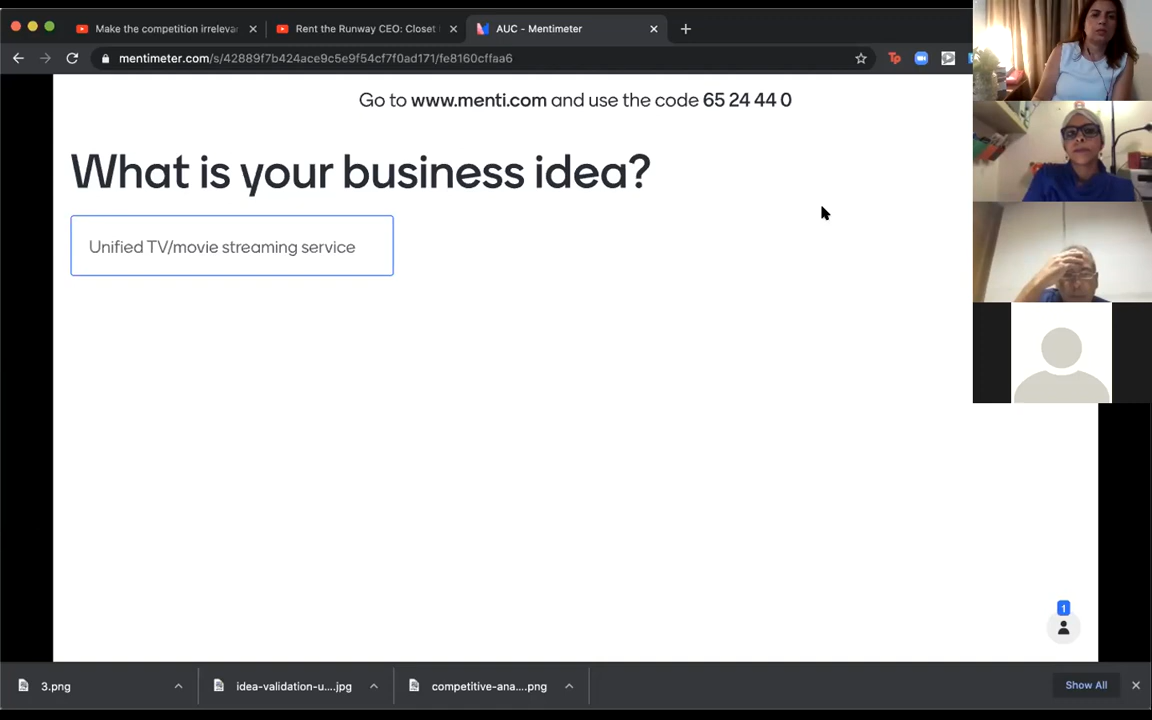 Make the competition irreleva
Rent the Runway CEO: Closet
AUC - Mentimeter
mentimeter.com/s/42889f7b424ace9c5e9f54cf7f0ad171/fe8160cffaa6
Go to www.menti.com and use the code 65 24 44 0
What is your business idea?
Unified TV/movie streaming service
1
3.png
idea-validation-u....jpg
competitive-ana....png
Show All